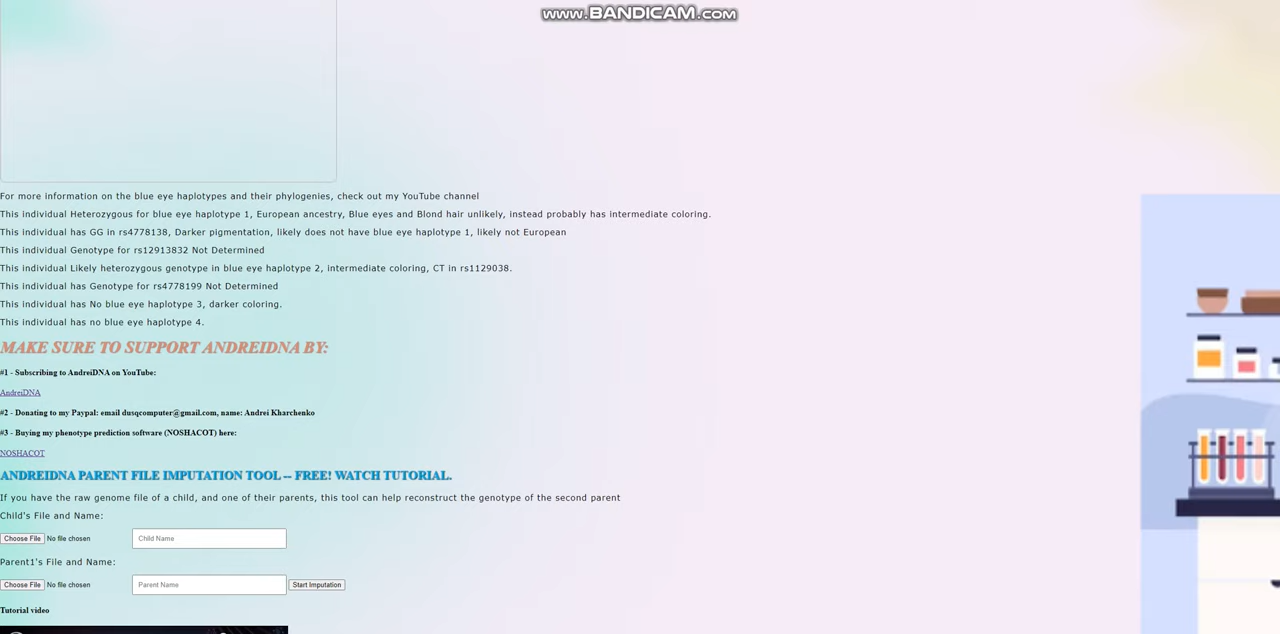 www.BANDICAM.com
For more information on the blue eye haplotypes and their phylogenies, check out my YouTube channel
This individual Heterozygous for blue eye haplotype 1, European ancestry, Blue eyes and Blond hair unlikely, instead probably has intermediate coloring.
This individual has GG in rs4778138, Darker pigmentation, likely does not have blue eye haplotype 1, likely not European
This individual Genotype for rs12913832 Not Determined
This individual Likely heterozygous genotype in blue eye haplotype 2, intermediate coloring, CT in rs1129038.
This individual has Genotype for rs4778199 Not Determined
This individual has No blue eye haplotype 3, darker coloring.
This individual has no blue eye haplotype 4.
MAKE SURE TO SUPPORT ANDREIDNA BY:
#1 - Subscribing to AndreiDNA on YouTube:
AndreiDNA
#2 - Donating to my Paypal: email dusqcomputer@gmail.com, name: Andrei Kharchenko
#3 - Buying my phenotype prediction software (NOSHACOT) here:
NOSHACOT
ANDREIDNA PARENT FILE IMPUTATION TOOL -- FREE! WATCH TUTORIAL.
If you have the raw genome file of a child, and one of their parents, this tool can help reconstruct the genotype of the second parent
Child's File and Name:
Choose File No file chosen Child Name
Parent1's File and Name:
Choose File No file chosen Parent Name Start Imputation
Tutorial video